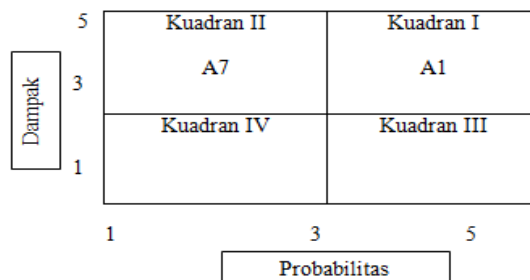 5
Kuadran II
Kuadran I
A7
A1
Dampak
3
Kuadran IV
Kuadran III
1
1
3
5
Probabilitas